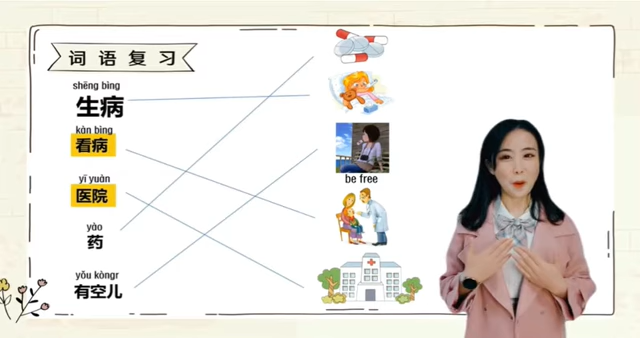 词语复习
shēng bìng
生病
kàn bìng
看病
yī yuàn
医院
yào
药
yǒu kòngr
有空儿
be free